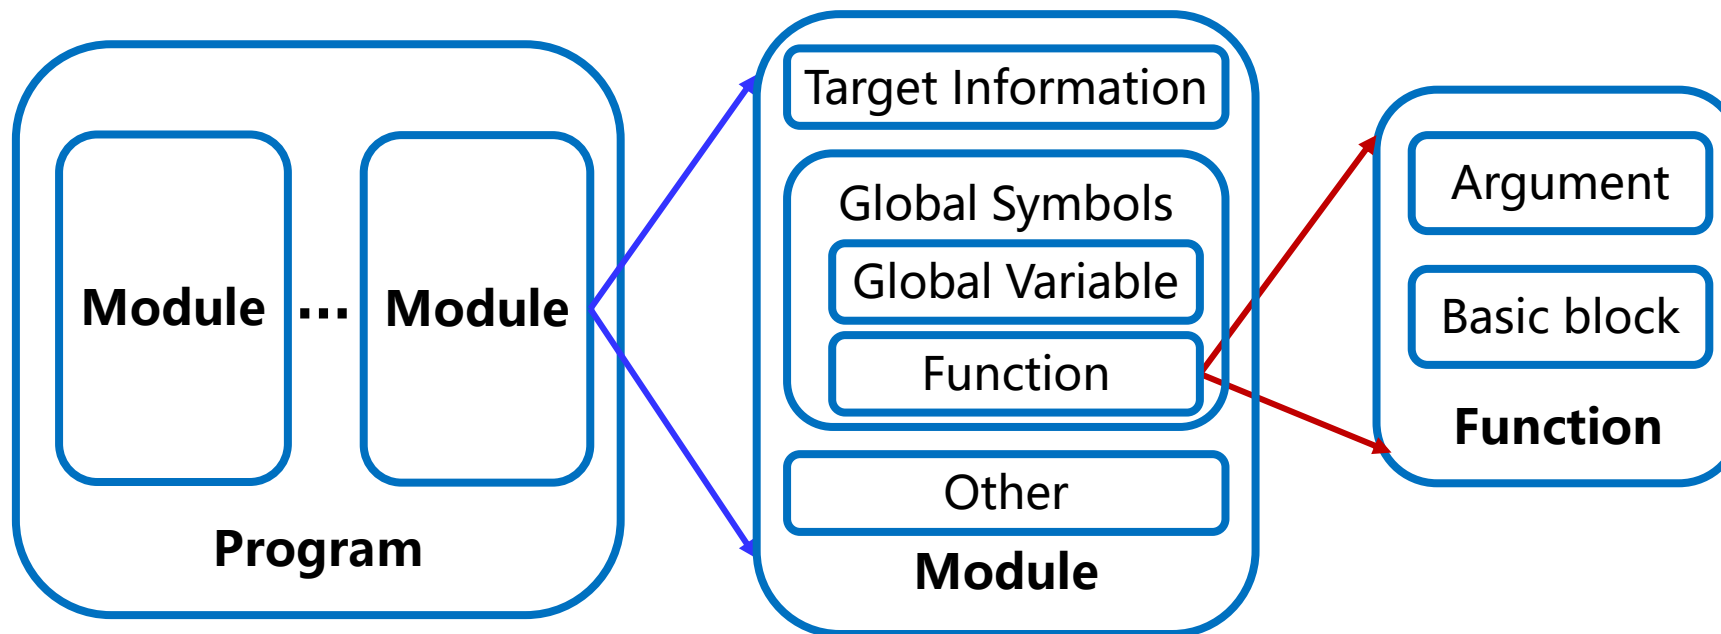 Module
...
Module
Program
Target Information
Global Symbols
Global Variable
Function
Other
Module
Argument
Basic block
Function